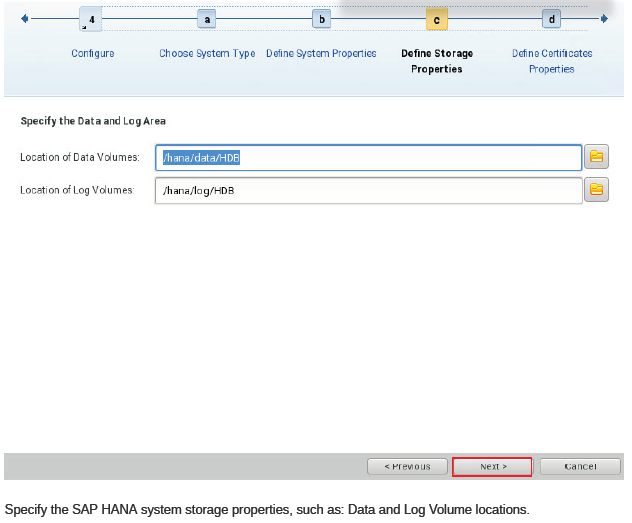 4 a b c d
Configure Choose System Type Define System Properties Define Storage Define Certificates
Properties Properties
Specify the Data and Log Area
Location of Data Volumes: /hana/data/HDB
Location of Log Volumes: /hana/log/HDB
< Previous Next > Cancel
Specify the SAP HANA system storage properties, such as: Data and Log Volume locations.